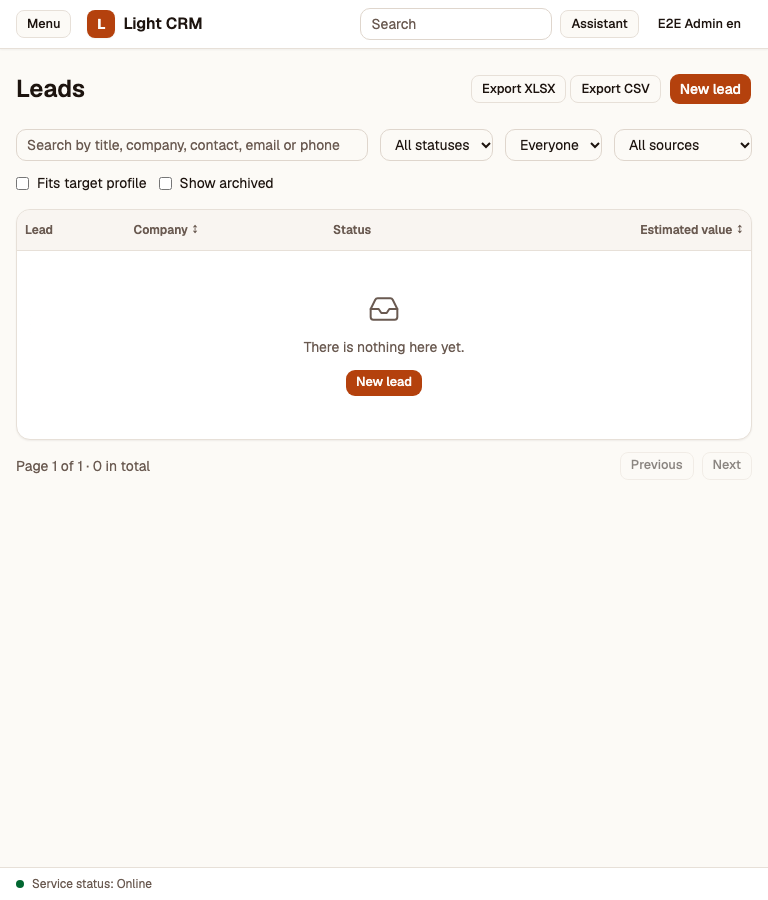 Menu L Light CRM Search Assistant E2E Admin en
Leads Export XLSX Export CSV New lead
Search by title, company, contact, email or phone All statuses Everyone All sources
Fits target profile Show archived
Lead Company ↕ Status Estimated value ↕
There is nothing here yet.
New lead
Page 1 of 1 · 0 in total Previous Next
Service status: Online